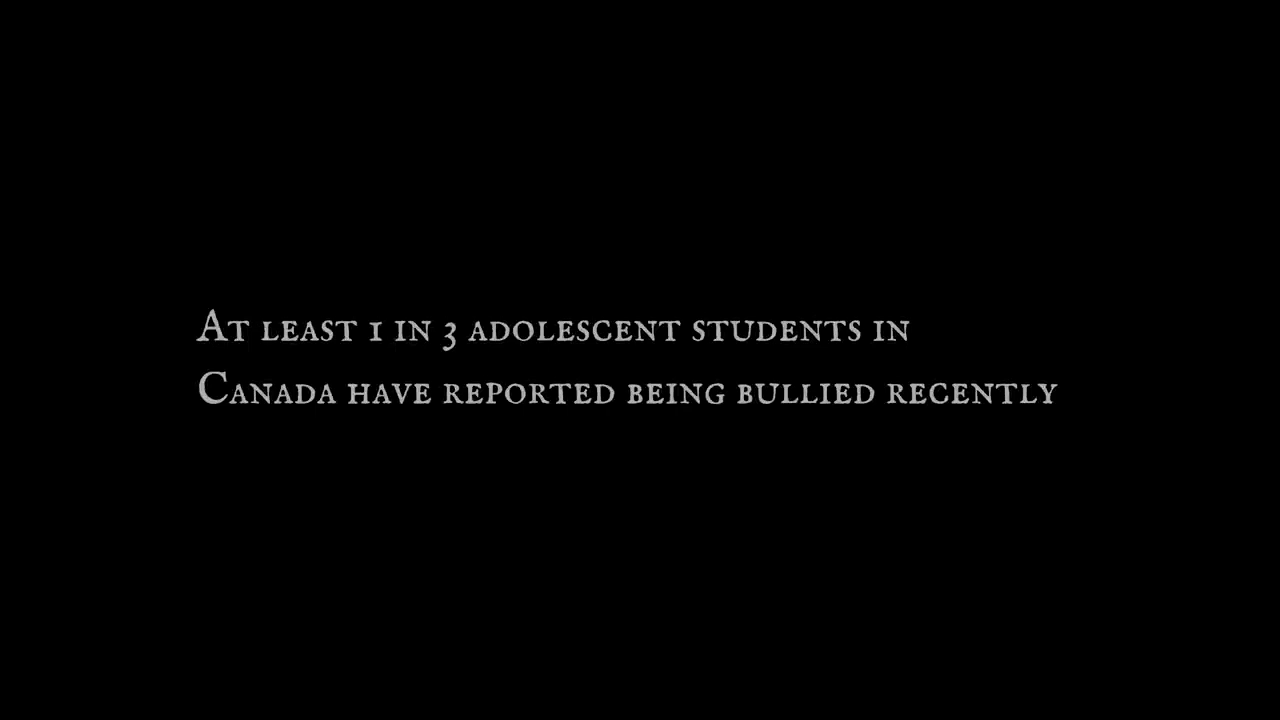 At least 1 in 3 adolescent students in
Canada have reported being bullied recently